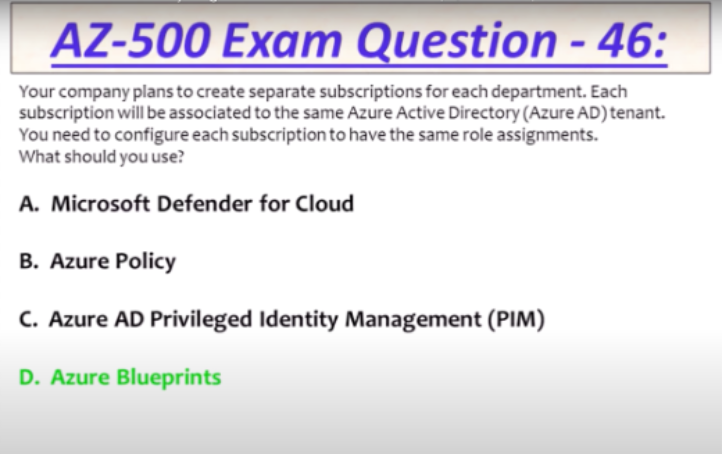 AZ-500 Exam Question - 46:
Your company plans to create separate subscriptions for each department. Each
subscription will be associated to the same Azure Active Directory (Azure AD) tenant.
You need to configure each subscription to have the same role assignments.
What should you use?
A. Microsoft Defender for Cloud
B. Azure Policy
C. Azure AD Privileged Identity Management (PIM)
D. Azure Blueprints